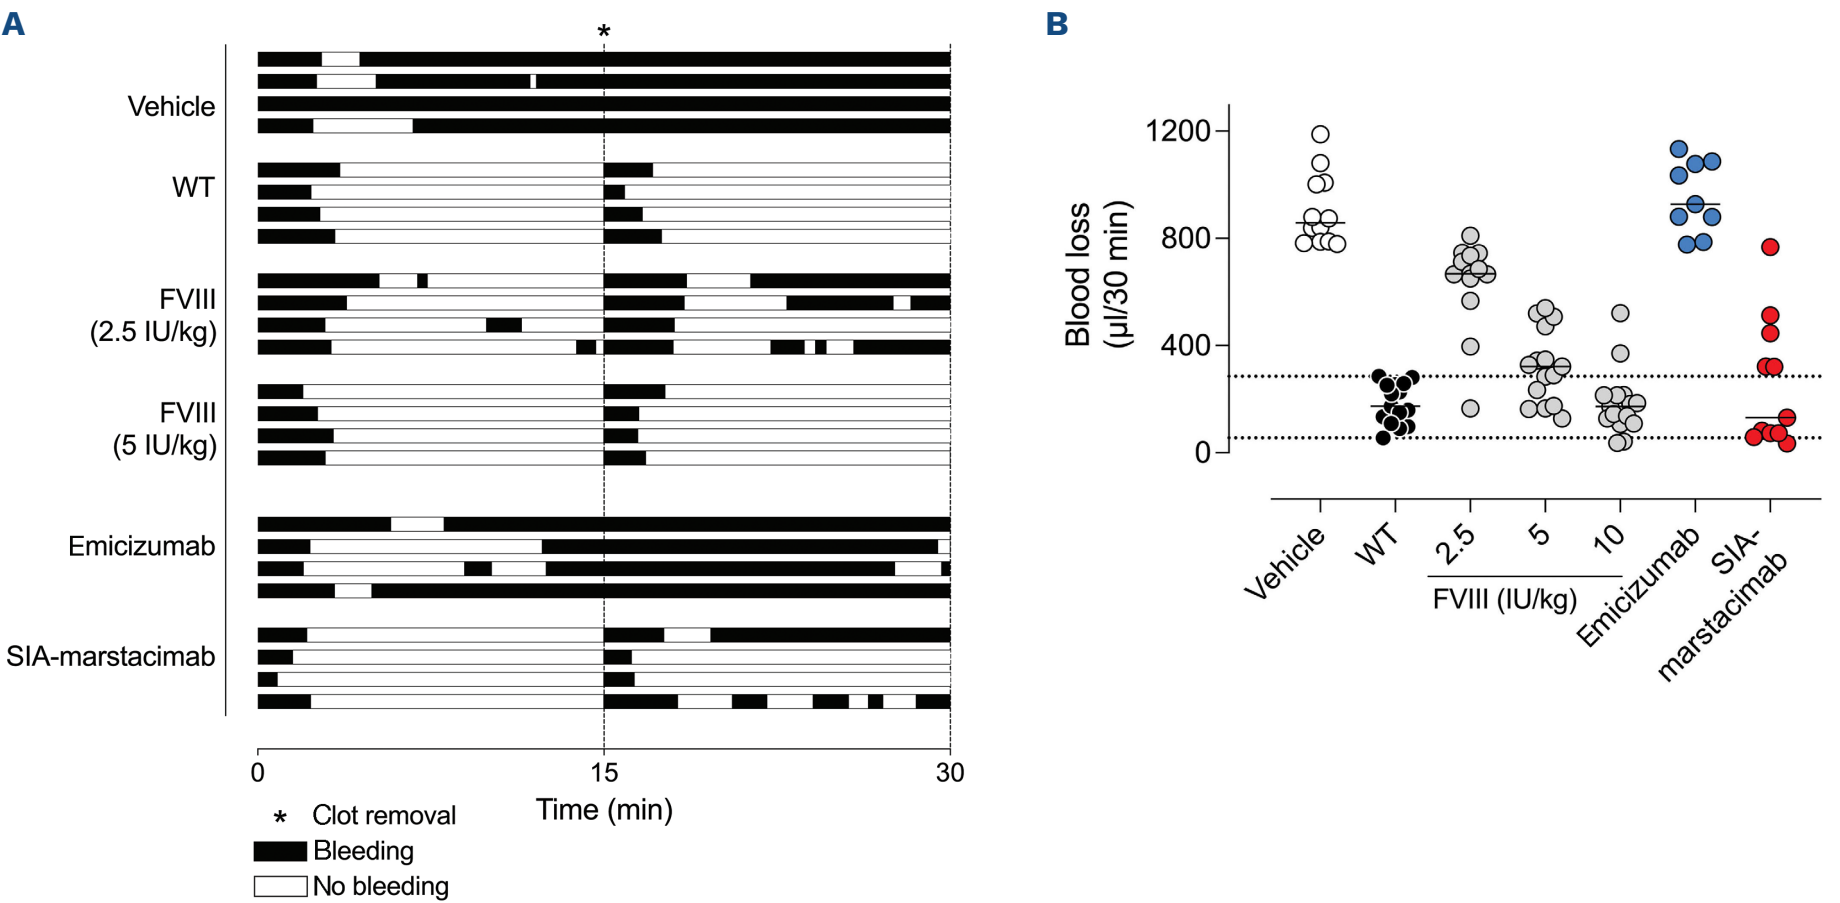 A
*
Vehicle
WT
FVIII
(2.5 IU/kg)
FVIII
(5 IU/kg)
Emicizumab
SIA-marstacimab
0
15
30
Time (min)
* Clot removal
Bleeding
No bleeding
B
Blood loss
(µl/30 min)
1200
800
400
0
Vehicle
WT
2.5
5
10
FVIII (IU/kg)
Emicizumab
SIA-
marstacimab